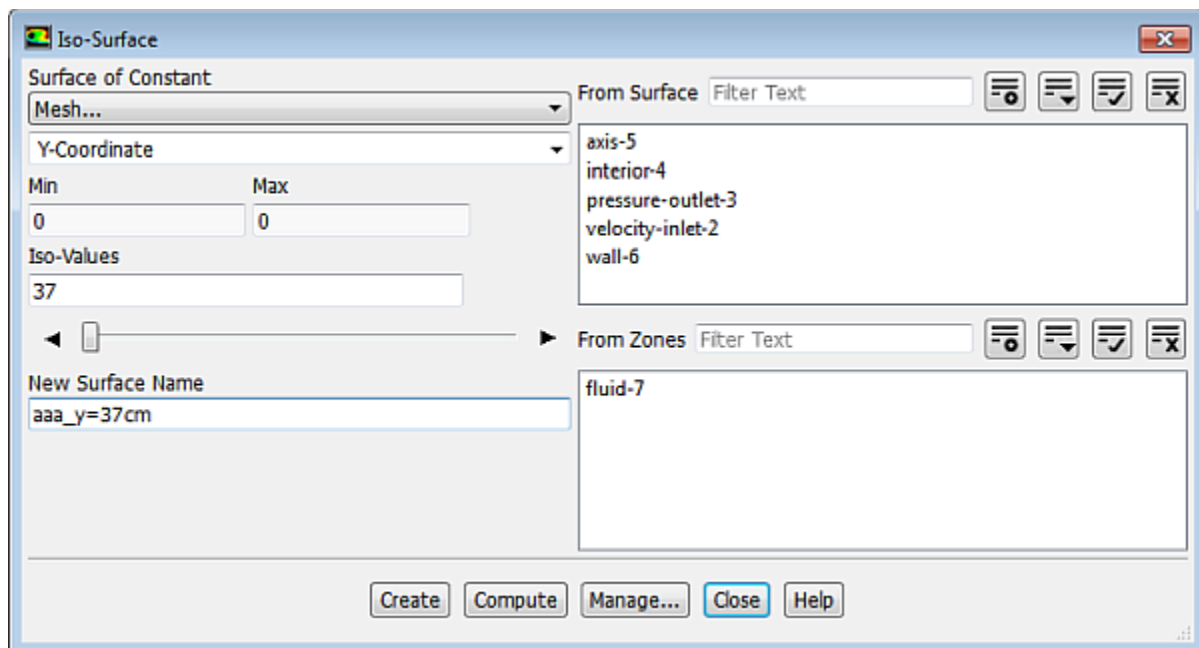 Iso-Surface
Surface of Constant
Mesh...
Y-Coordinate
Min Max
0 0
Iso-Values
37
New Surface Name
aaa_y=37cm
From Surface Filter Text
axis-5
interior-4
pressure-outlet-3
velocity-inlet-2
wall-6
From Zones Filter Text
fluid-7
Create Compute Manage... Close Help